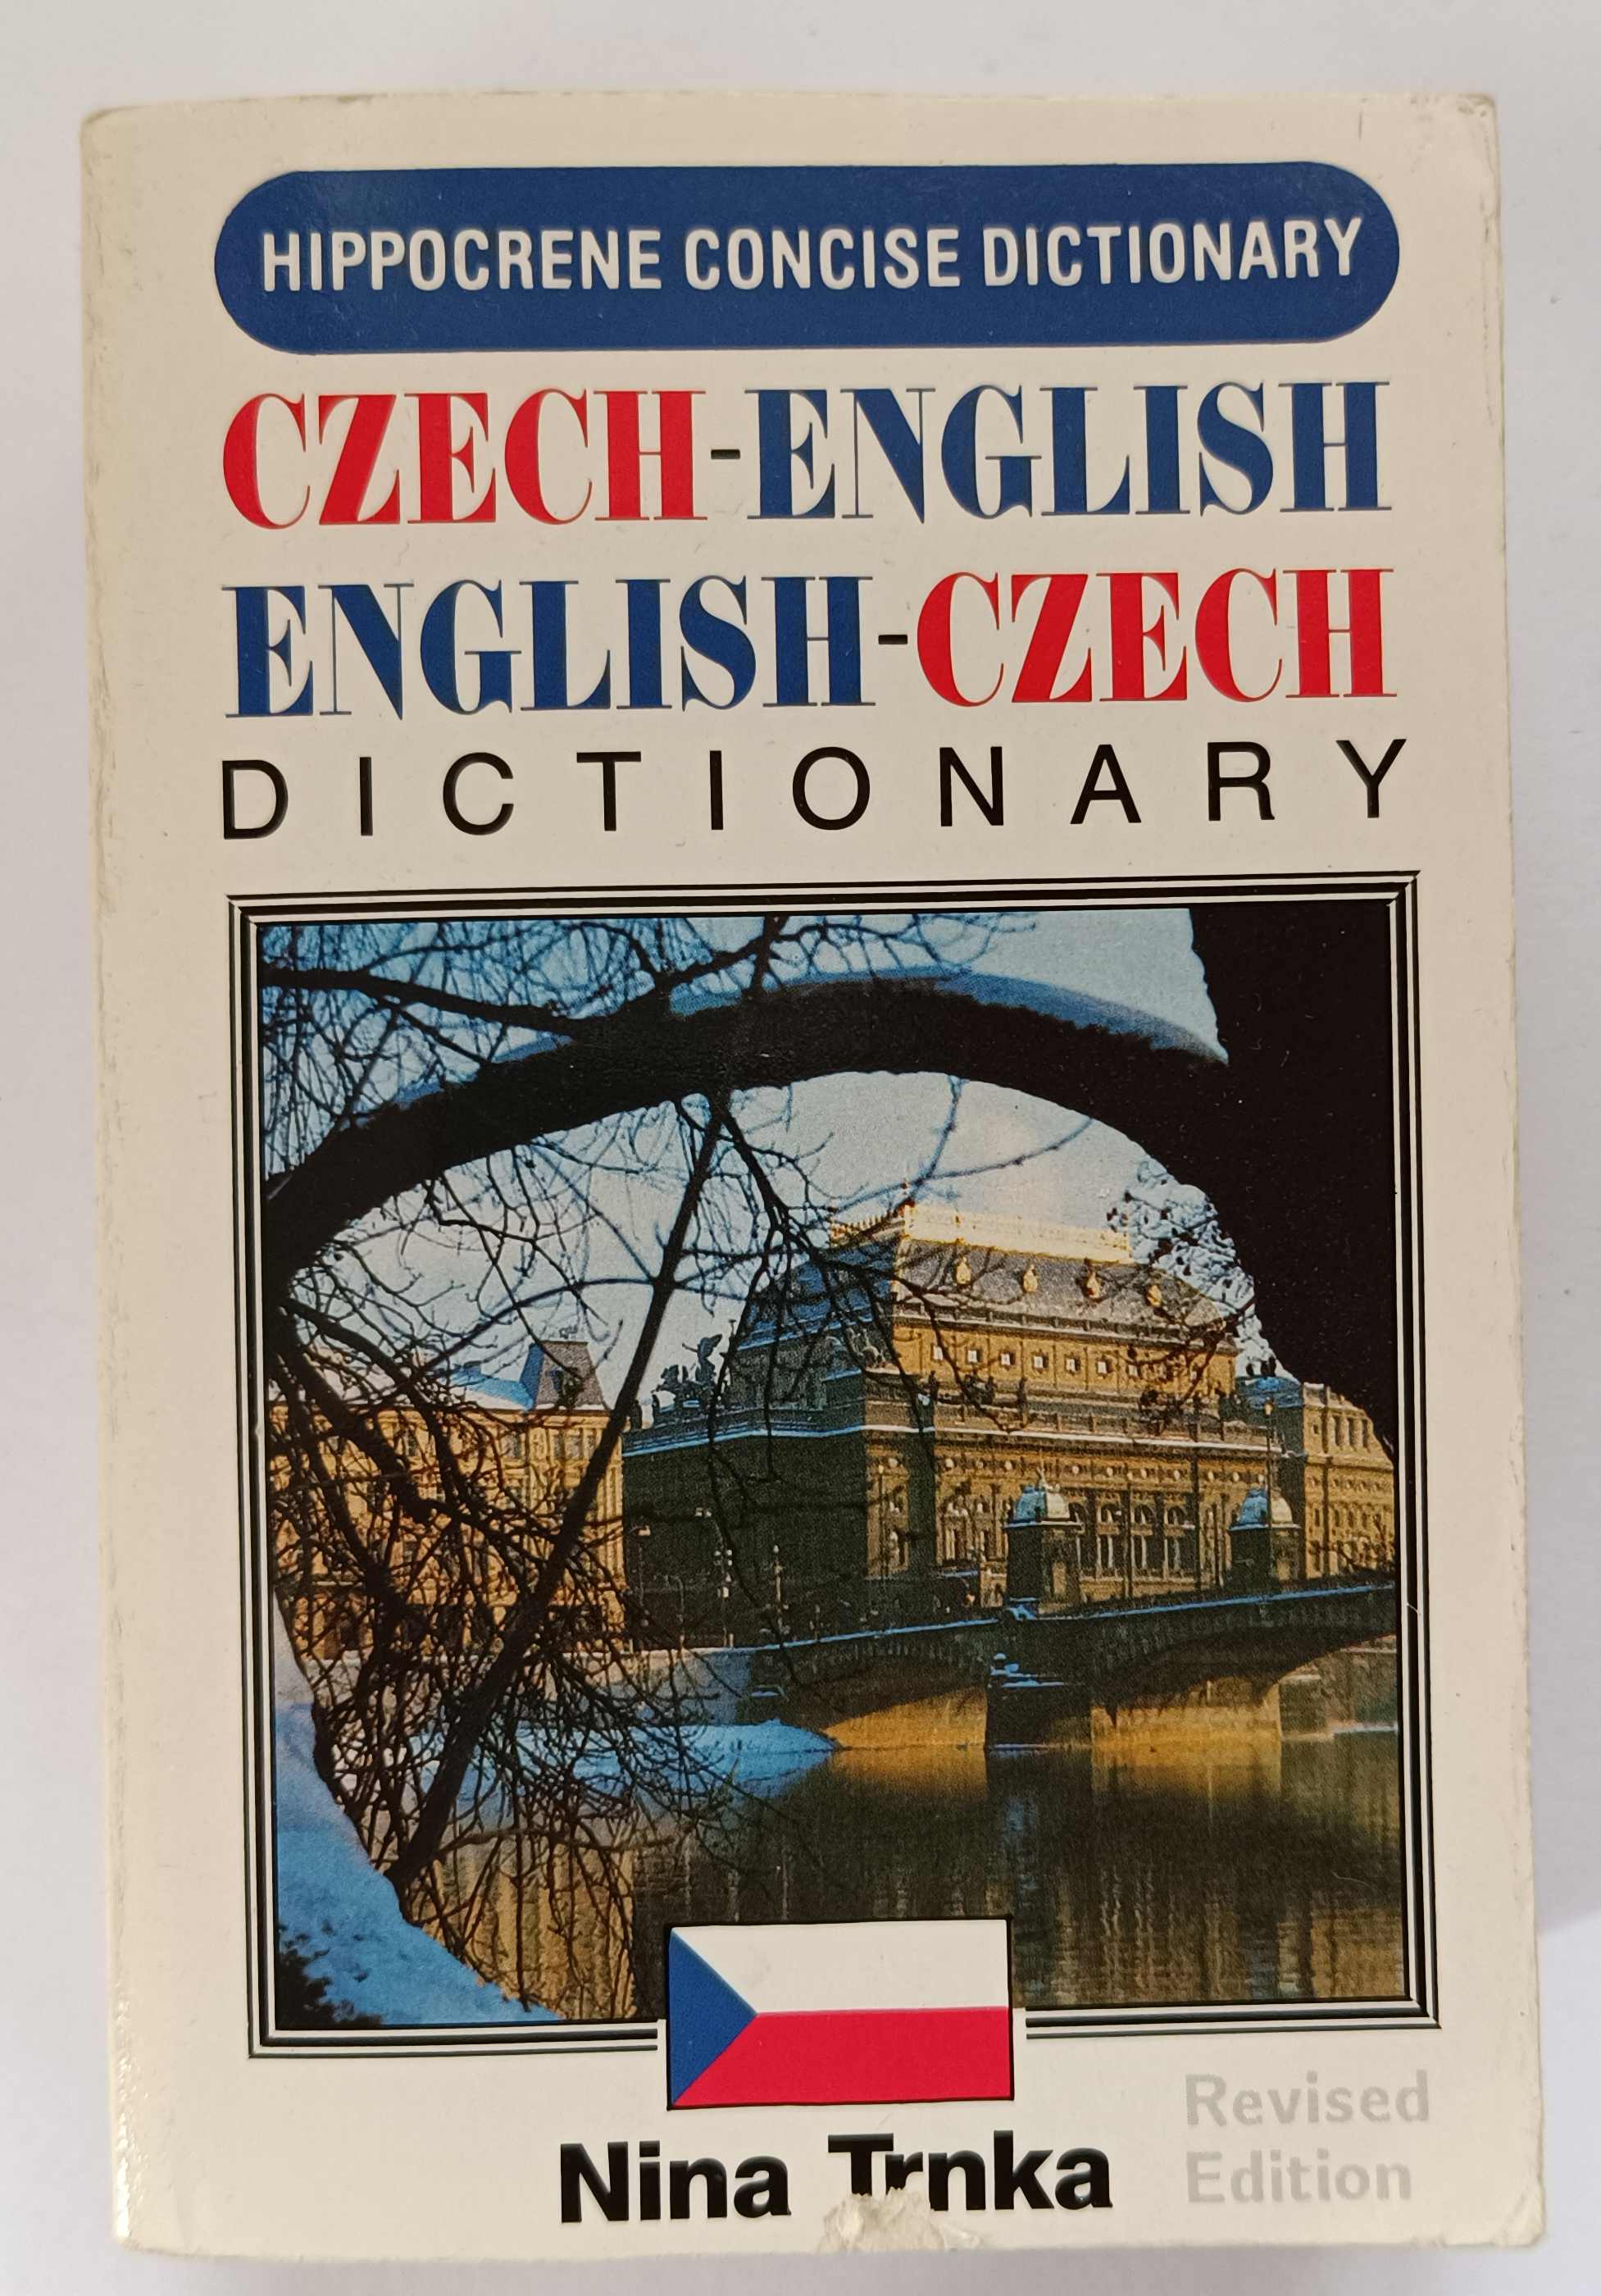 HIPPOCRENE CONCISE DICTIONARY
CZECH-ENGLISH
ENGLISH-CZECH
DICTIONARY
Revised
Edition
Nina Trnka